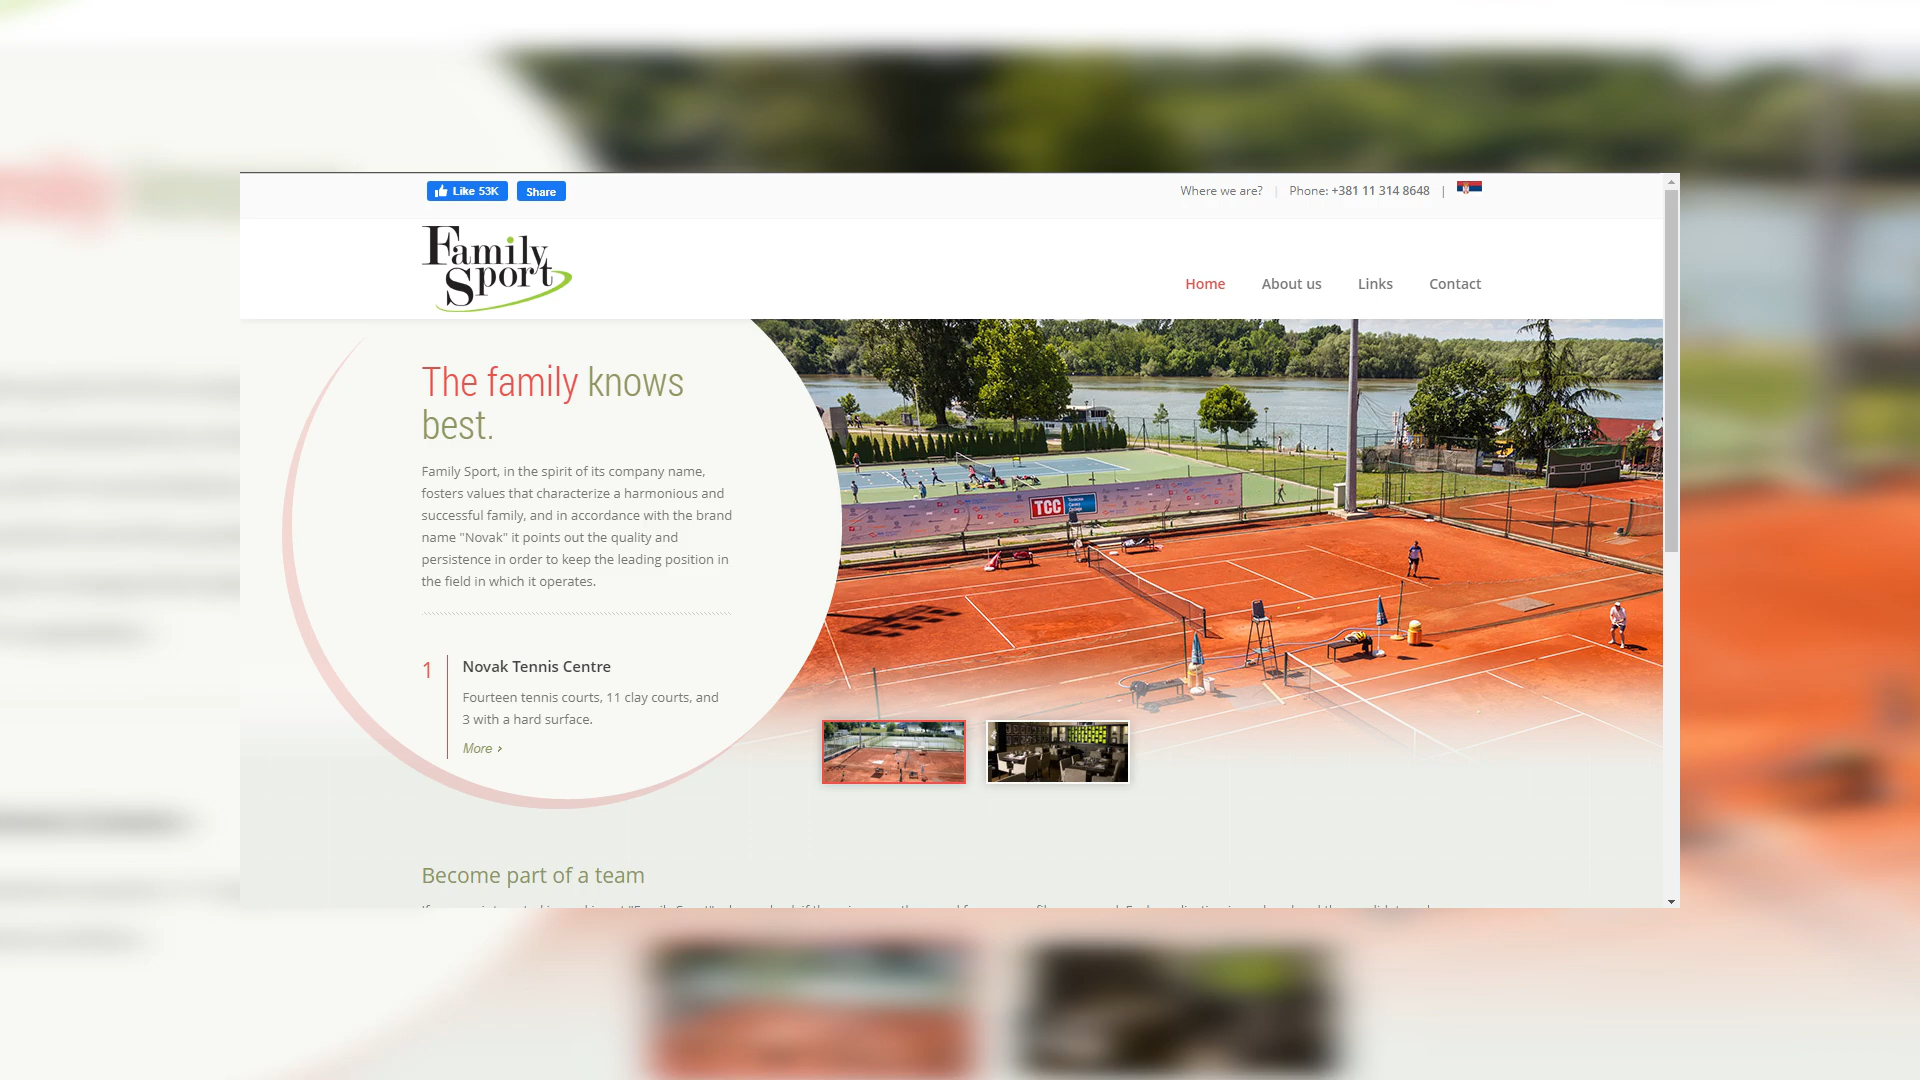 Like 53K
Share
Where we are? | Phone: +381 11 314 8648 |
Family
Sport
Home About us Links Contact
The family knows
best.
Family Sport, in the spirit of its company name,
fosters values that characterize a harmonious and
successful family, and in accordance with the brand
name "Novak" it points out the quality and
persistence in order to keep the leading position in
the field in which it operates.
TCC
1
Novak Tennis Centre
Fourteen tennis courts, 11 clay courts, and
3 with a hard surface.
More ›
Become part of a team